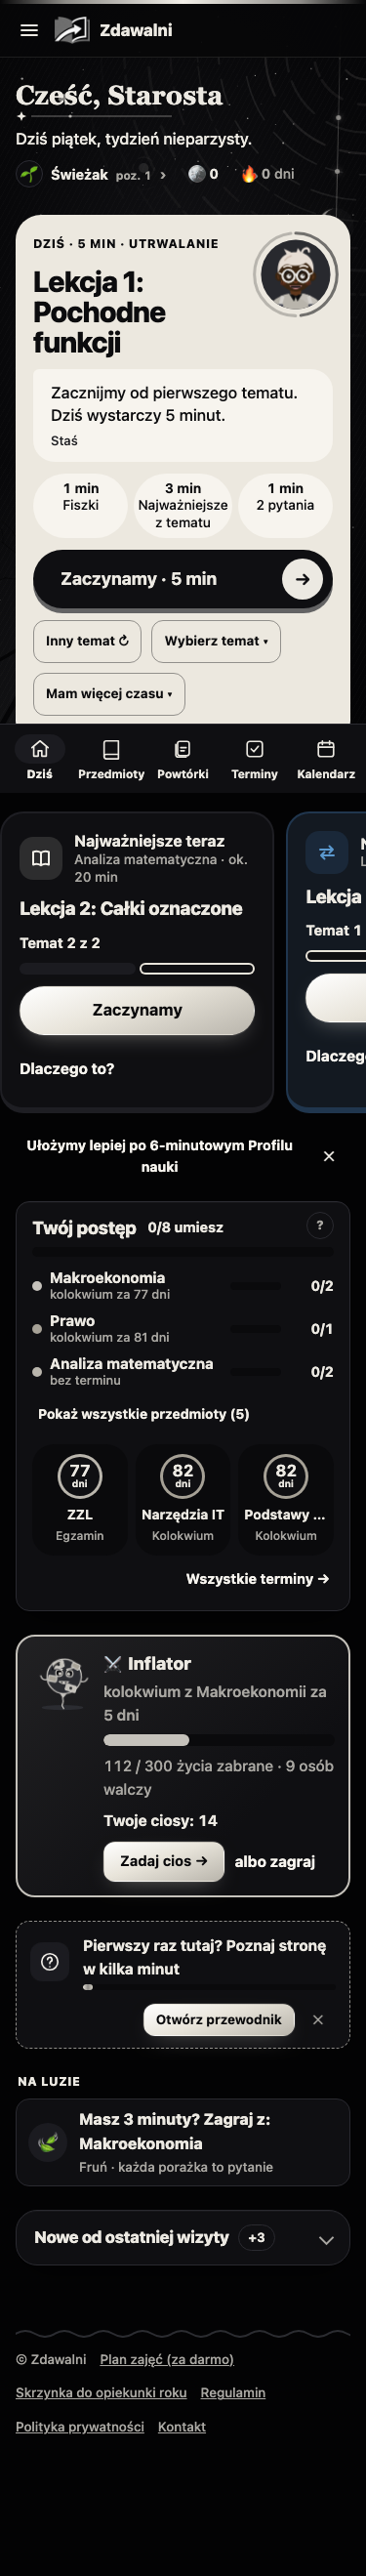 Zdawalni
Cześć, Starosta
Dziś piątek, tydzień nieparzysty.
Świeżak poz. 1 › 0 0 dni
DZIŚ · 5 MIN · UTRWALANIE
Lekcja 1:
Pochodne
funkcji
Zacznijmy od pierwszego tematu.
Dziś wystarczy 5 minut.
Staś
1 min
Fiszki
3 min
Najważniejsze
z tematu
1 min
2 pytania
Zaczynamy · 5 min →
Inny temat ↻
Wybierz temat ▾
Mam więcej czasu ▾
Dziś
Przedmioty
Powtórki
Terminy
Kalendarz
Najważniejsze teraz
Analiza matematyczna · ok.
20 min
Lekcja 2: Całki oznaczone
Temat 2 z 2
Zaczynamy
Dlaczego to?
N
L
Lekcja
Temat 1
Dlaczeg
Ułożymy lepiej po 6-minutowym Profilu
nauki
×
Twój postęp 0/8 umiesz ?
Makroekonomia
kolokwium za 77 dni
0/2
Prawo
kolokwium za 81 dni
0/1
Analiza matematyczna
bez terminu
0/2
Pokaż wszystkie przedmioty (5)
77
dni
ZZL
Egzamin
82
dni
Narzędzia IT
Kolokwium
82
dni
Podstawy ...
Kolokwium
Wszystkie terminy →
⚔ Inflator
kolokwium z Makroekonomii za
5 dni
112 / 300 życia zabrane · 9 osób
walczy
Twoje ciosy: 14
Zadaj cios → albo zagraj
Pierwszy raz tutaj? Poznaj stronę
w kilka minut
Otwórz przewodnik ×
NA LUZIE
Masz 3 minuty? Zagraj z:
Makroekonomia
Fruń · każda porażka to pytanie
Nowe od ostatniej wizyty +3
© Zdawalni Plan zajęć (za darmo)
Skrzynka do opiekunki roku Regulamin
Polityka prywatności Kontakt